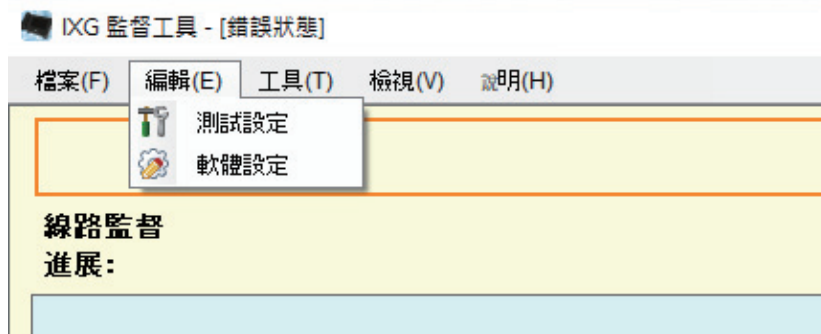 IXG 監督工具 - [錯誤狀態]
檔案(F) 編輯(E) 工具(T) 檢視(V) 說明(H)
測試設定
軟體設定
線路監督
進展: